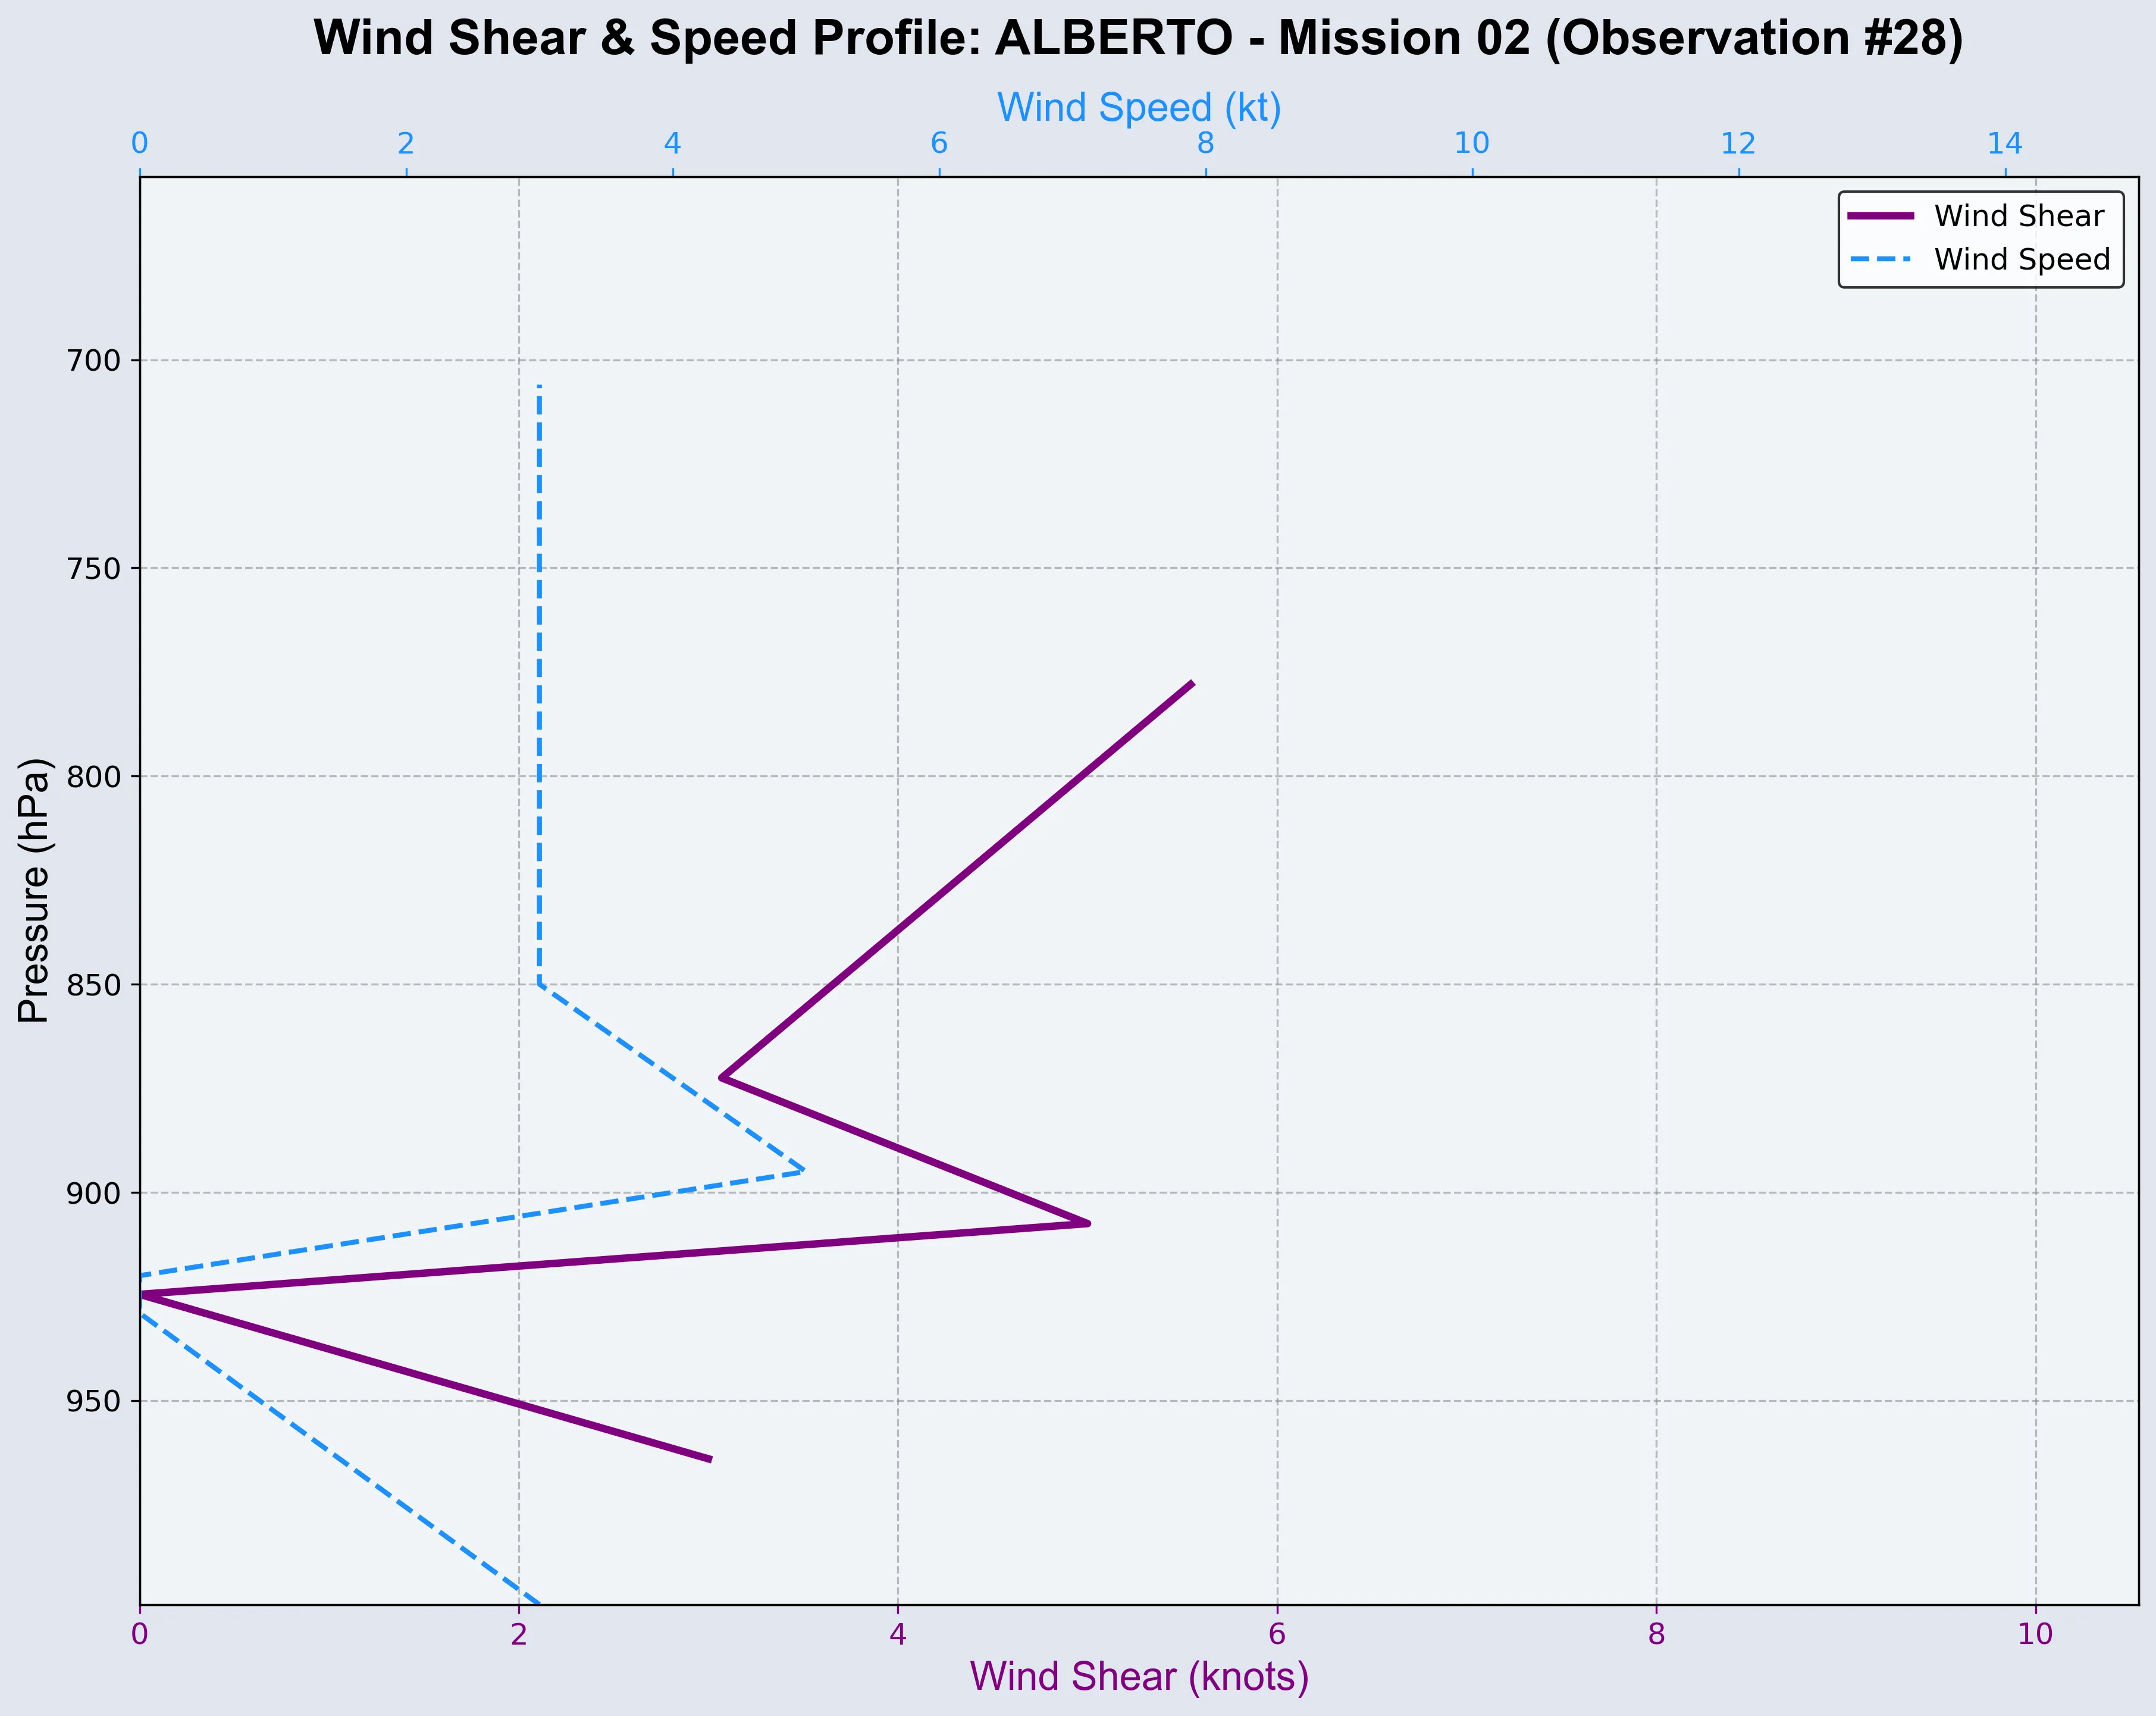 Wind Shear & Speed Profile: ALBERTO - Mission 02 (Observation #28)
Wind Speed (kt)
0 2 4 6 8 10 12 14
Wind Shear
Wind Speed
700
750
800
850
900
950
Pressure (hPa)
0 2 4 6 8 10
Wind Shear (knots)